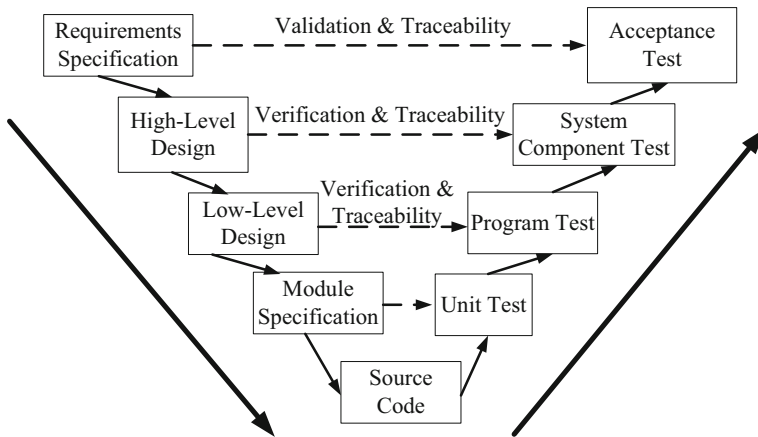 Requirements
Specification
Validation & Traceability
Acceptance
Test
High-Level
Design
Verification & Traceability
System
Component Test
Low-Level
Design
Verification &
Traceability
Program Test
Module
Specification
Unit Test
Source
Code